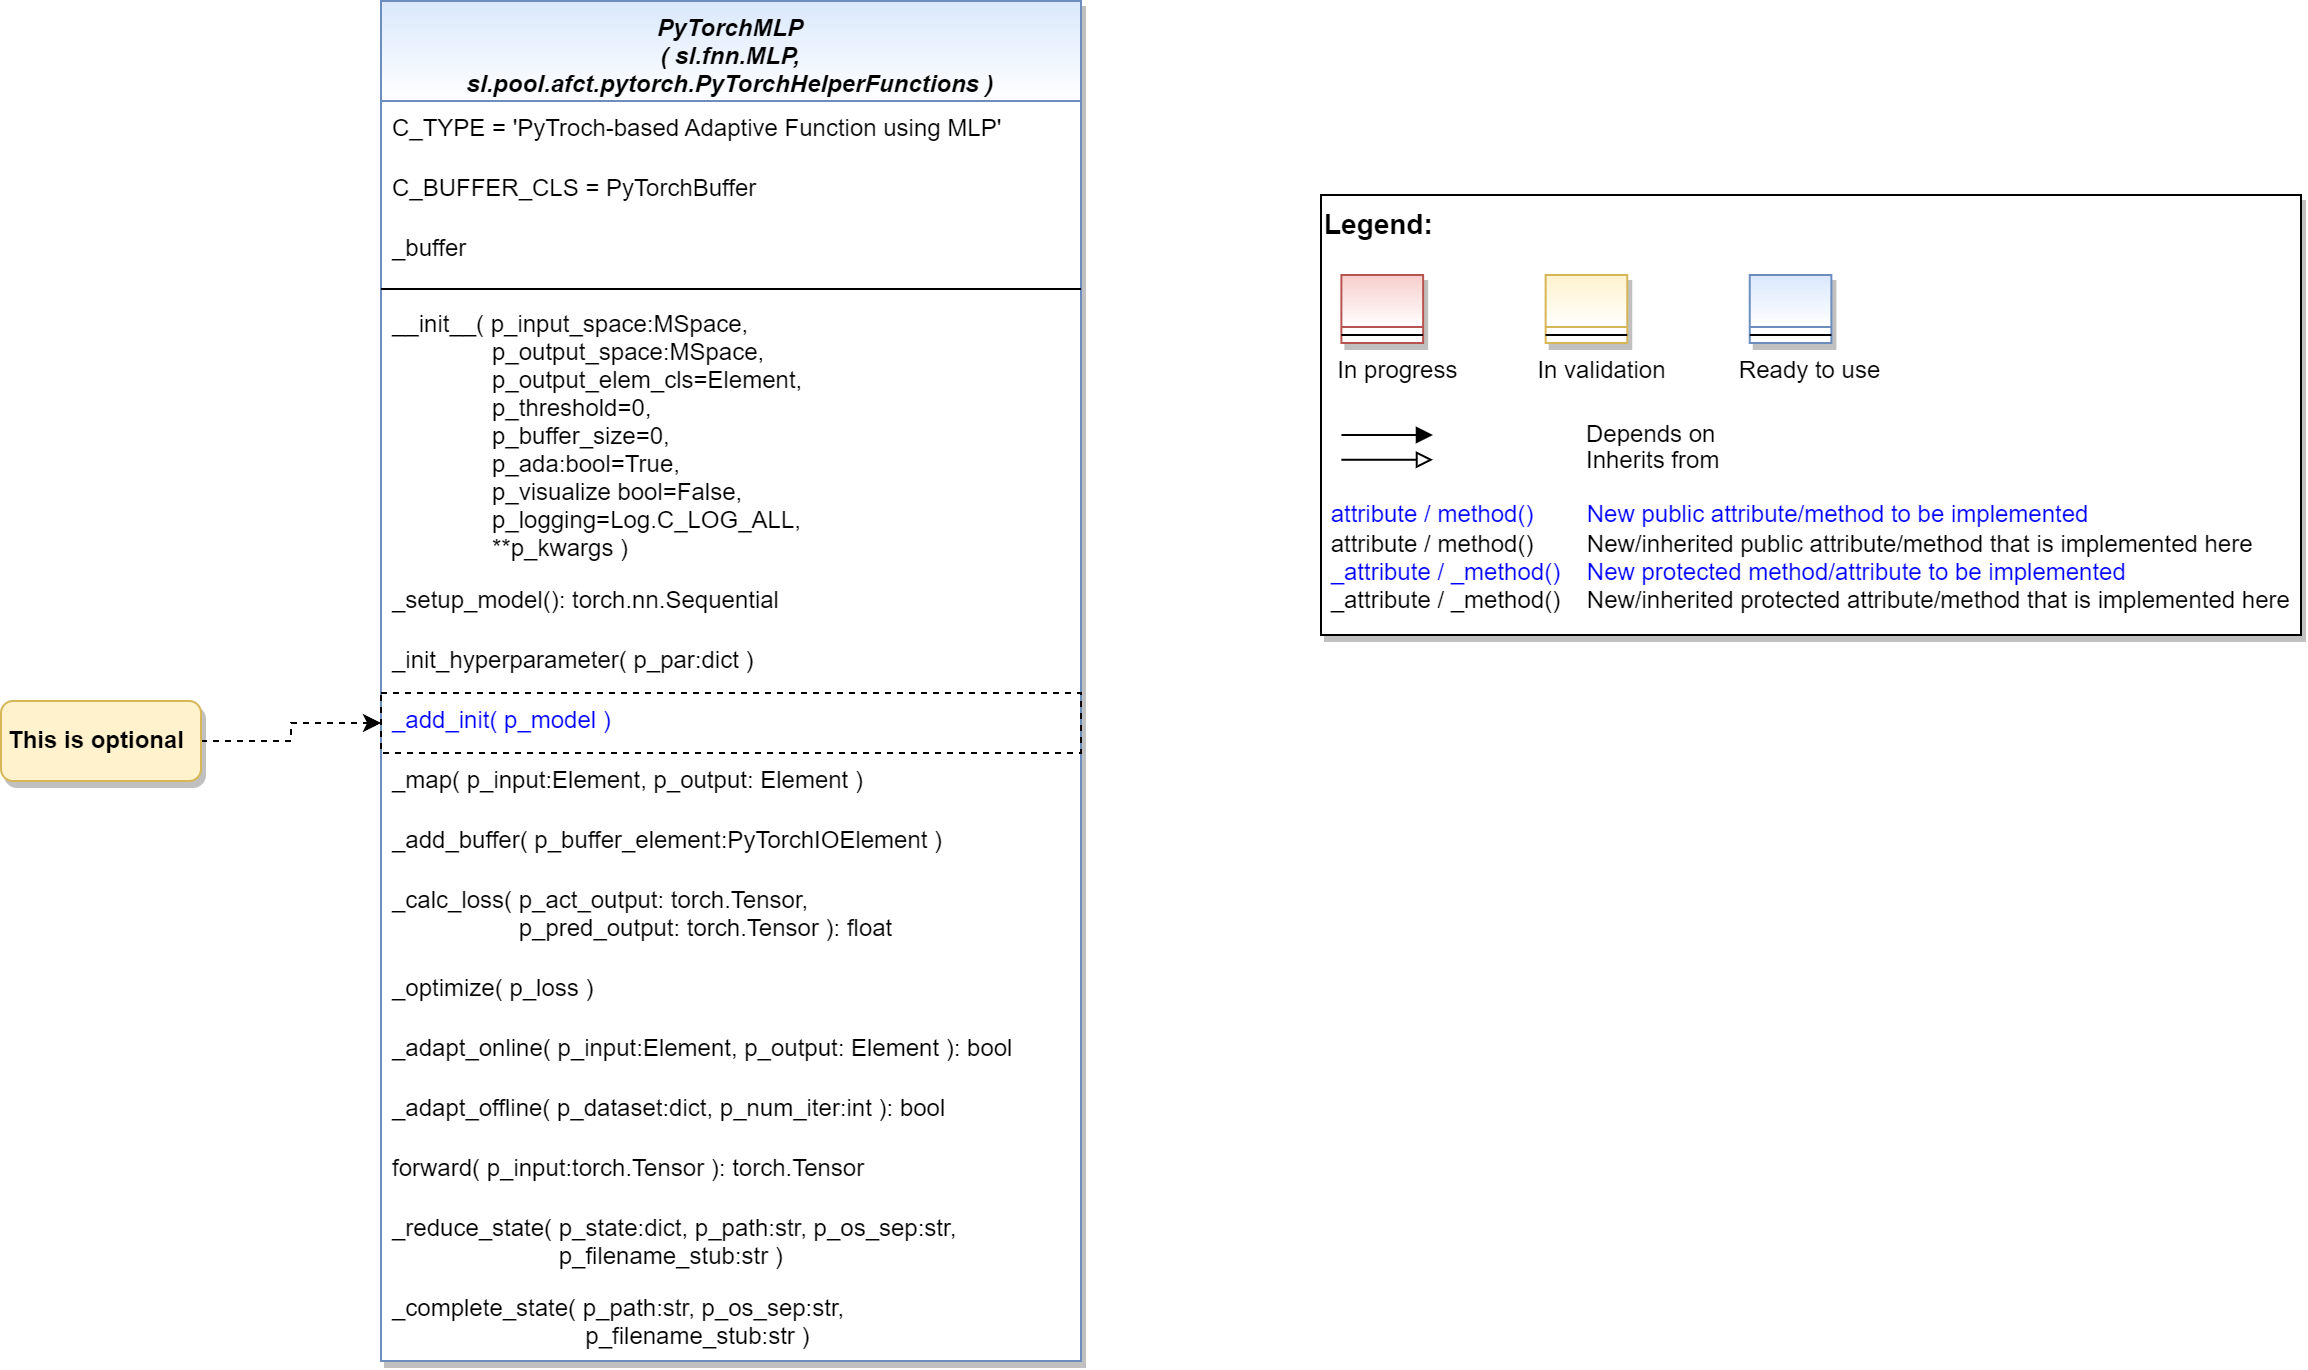 PyTorchMLP
( sl.fnn.MLP,
sl.pool.afct.pytorch.PyTorchHelperFunctions )
C_TYPE = 'PyTroch-based Adaptive Function using MLP'
C_BUFFER_CLS = PyTorchBuffer
_buffer
__init__( p_input_space:MSpace,
p_output_space:MSpace,
p_output_elem_cls=Element,
p_threshold=0,
p_buffer_size=0,
p_ada:bool=True,
p_visualize bool=False,
p_logging=Log.C_LOG_ALL,
**p_kwargs )
_setup_model(): torch.nn.Sequential
_init_hyperparameter( p_par:dict )
This is optional
_add_init( p_model )
_map( p_input:Element, p_output: Element )
_add_buffer( p_buffer_element:PyTorchIOElement )
_calc_loss( p_act_output: torch.Tensor,
p_pred_output: torch.Tensor ): float
_optimize( p_loss )
_adapt_online( p_input:Element, p_output: Element ): bool
_adapt_offline( p_dataset:dict, p_num_iter:int ): bool
forward( p_input:torch.Tensor ): torch.Tensor
_reduce_state( p_state:dict, p_path:str, p_os_sep:str,
p_filename_stub:str )
_complete_state( p_path:str, p_os_sep:str,
p_filename_stub:str )
Legend:
In progress
In validation
Ready to use
Depends on
Inherits from
attribute / method() New public attribute/method to be implemented
attribute / method() New/inherited public attribute/method that is implemented here
_attribute / _method() New protected method/attribute to be implemented
_attribute / _method() New/inherited protected attribute/method that is implemented here